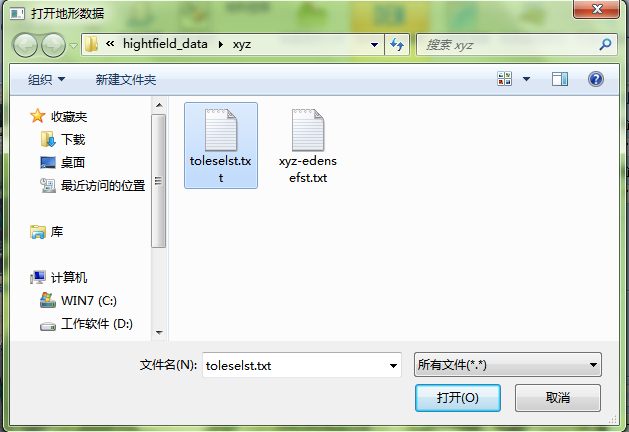 打开地形数据
« hightfield_data ▸ xyz
搜索 xyz
组织
新建文件夹
收藏夹
下载
桌面
最近访问的位置
库
计算机
WIN7 (C:)
工作软件 (D:)
toleselst.tx
t
xyz-edens
efst.txt
文件名(N):
toleselst.txt
所有文件(*.*)
打开(O)
取消